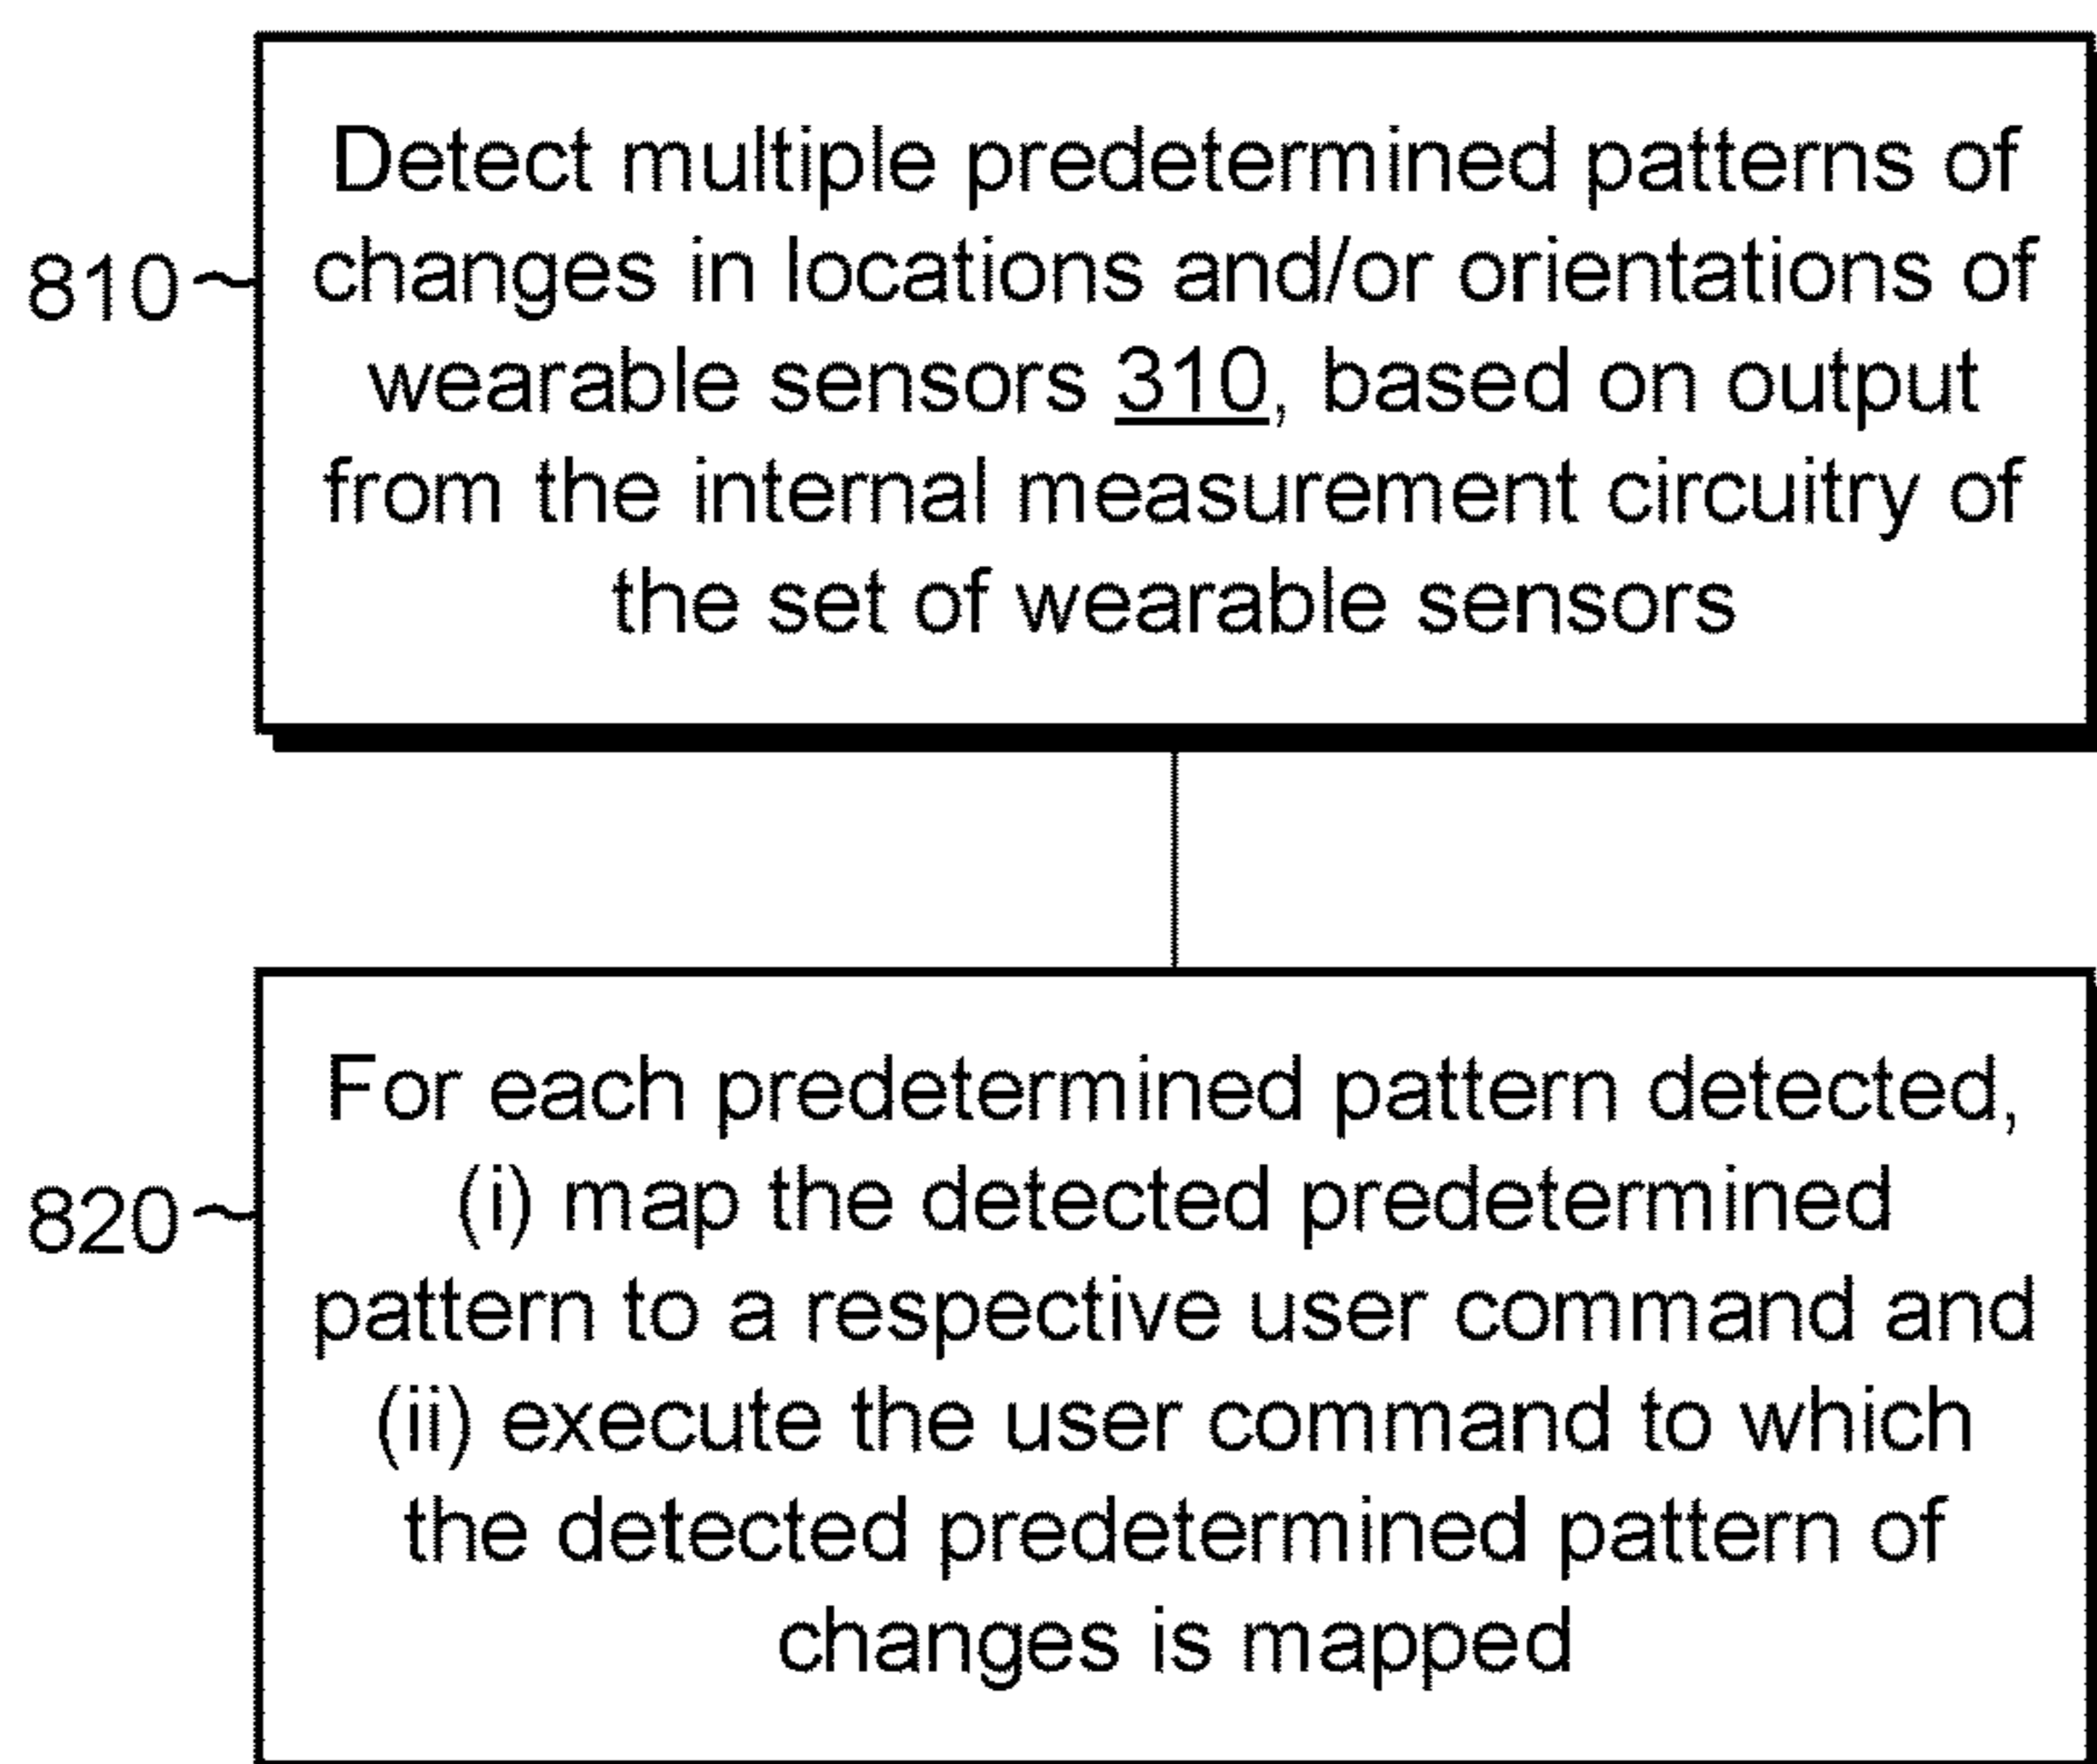 Detect multiple predetermined patterns of
810 changes in locations and/or orientations of
wearable sensors 310, based on output
from the internal measurement circuitry of
the set of wearable sensors
For each predetermined pattern detected,
820 (i) map the detected predetermined
pattern to a respective user command and
(ii) execute the user command to which
the detected predetermined pattern of
changes is mapped